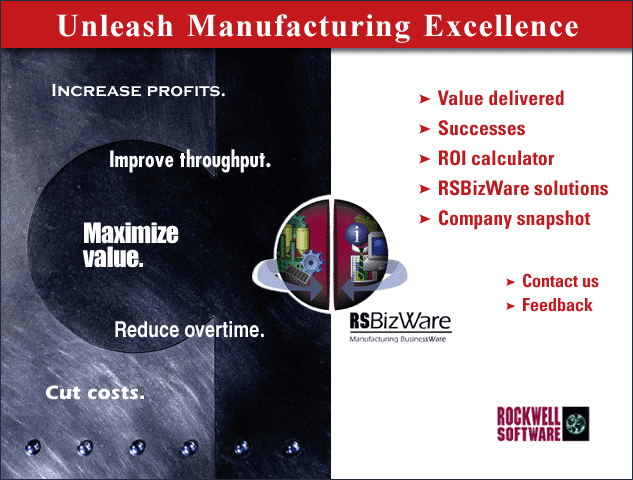 Unleash Manufacturing Excellence
INCREASE PROFITS.
Improve throughput.
Maximize
value.
Reduce overtime.
Cut costs.
Value delivered
Successes
ROI calculator
RSBizWare solutions
Company snapshot
Contact us
Feedback
i
RSBizWare
Manufacturing BusinessWare
ROCKWELL
SOFTWARE